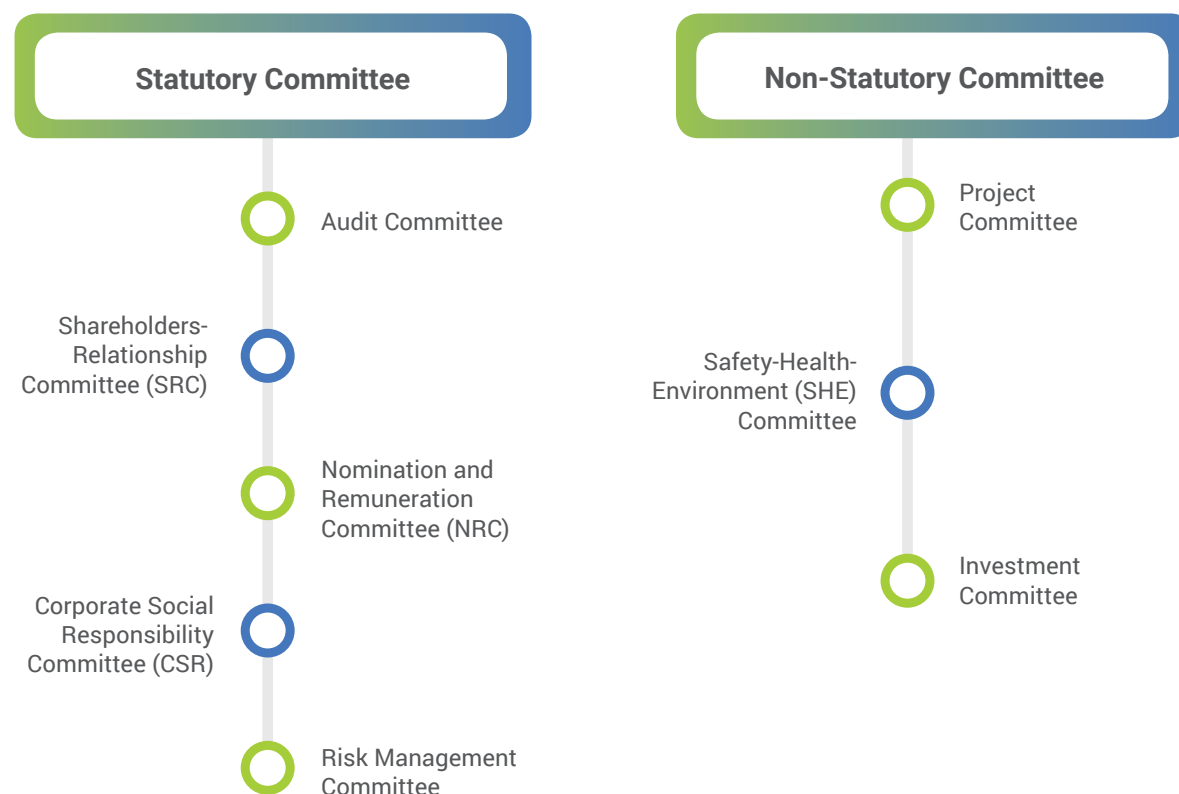 Statutory Committee
Audit Committee
Shareholders-
Relationship
Committee (SRC)
Nomination and
Remuneration
Committee (NRC)
Corporate Social
Responsibility
Committee (CSR)
Risk Management
Committee
Non-Statutory Committee
Project
Committee
Safety-Health-
Environment (SHE)
Committee
Investment
Committee